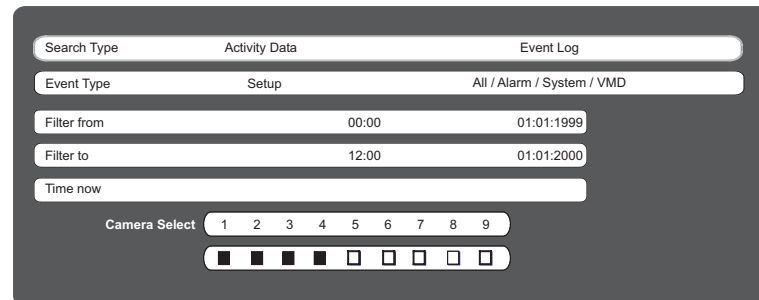 Search Type Activity Data Event Log
Event Type Setup All / Alarm / System / VMD
Filter from 00:00 01:01:1999
Filter to 12:00 01:01:2000
Time now
Camera Select 1 2 3 4 5 6 7 8 9